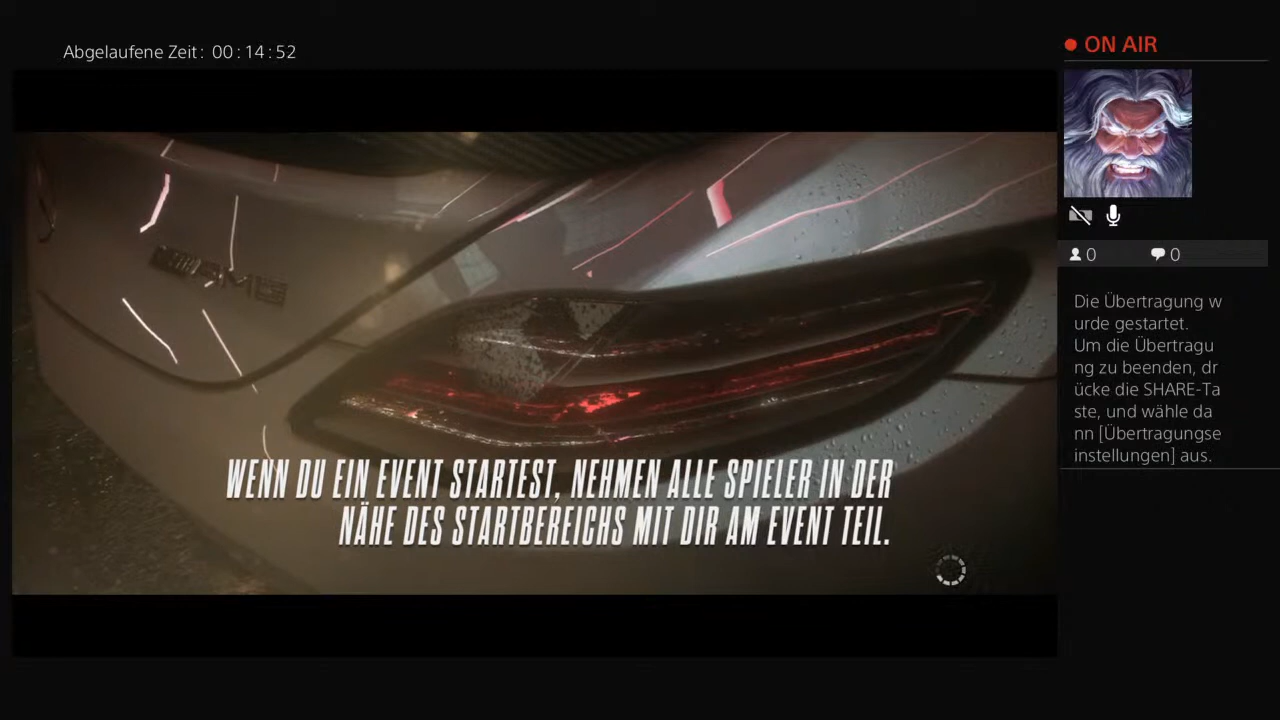 Abgelaufene Zeit: 00:14:52
ON AIR
AMG
0 0
Die Übertragung w
urde gestartet.
Um die Übertragu
ng zu beenden, dr
ücke die SHARE-Ta
ste, und wähle da
nn [Übertragungse
instellungen] aus.
WENN DU EIN EVENT STARTEST, NEHMEN ALLE SPIELER IN DER
NÄHE DES STARTBEREICHS MIT DIR AM EVENT TEIL.